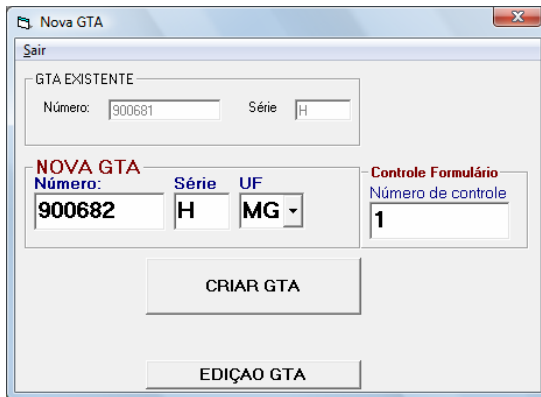 Nova GTA
Sair
GTA EXISTENTE
Número: 900681 Série H
NOVA GTA
Número: Série UF
900682 H MG
Controle Formulário
Número de controle
1
CRIAR GTA
EDIÇAO GTA